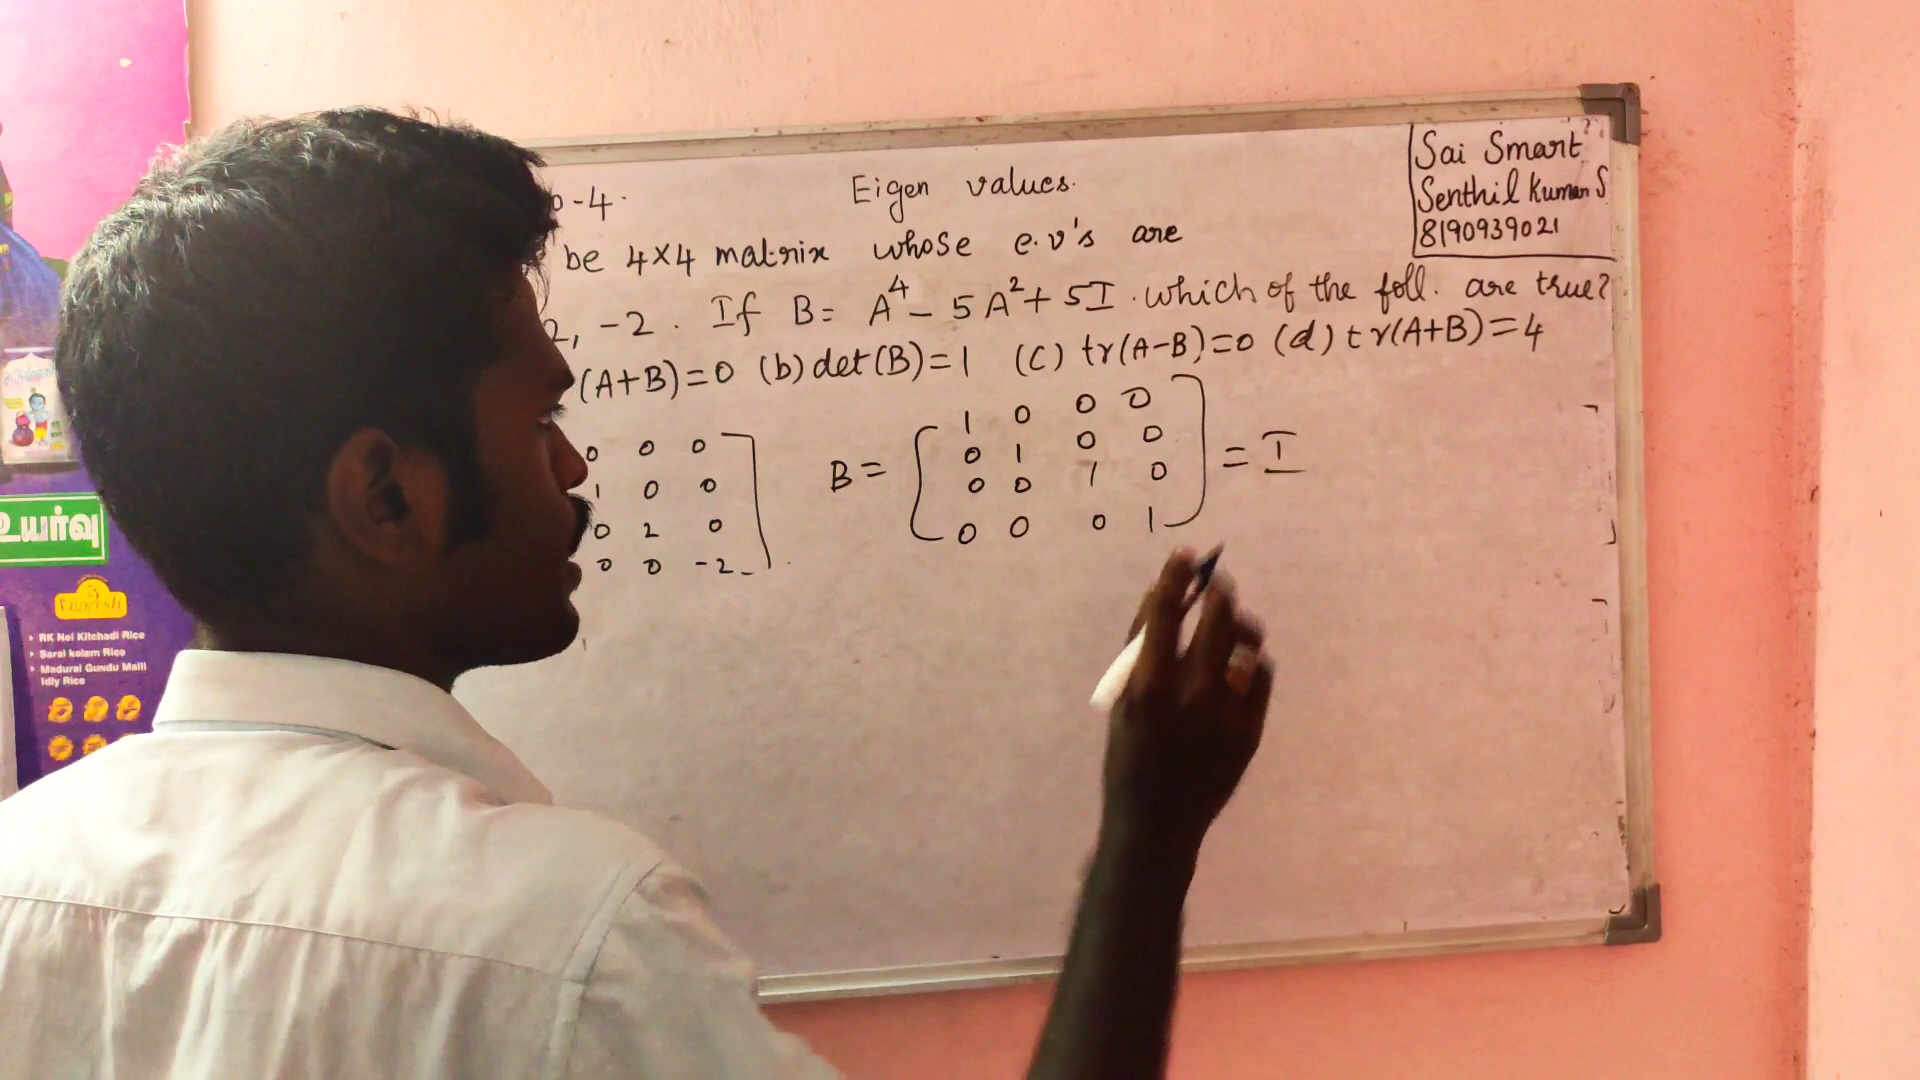 -4.
Eigen values.
Sai Smart
Senthil Kumar S
8190939021
be 4×4 matrix whose e.v's are
2, -2. If B= A⁴ - 5A² + 5I. which of the foll. are true?
(A+B)=0 (b) det(B)=1 (C) tr(A-B)=0 (d) tr(A+B)=4
0 0 0
1 0 0
0 2 0
0 0 -2
B=
1 0 0 0
0 1 0 0
0 0 1 0
0 0 0 1
= I
உயர்வு
RK Nei Kitchadi Rice
Saral kolam Rice
Madurai Gundu Malli
Idly Rice